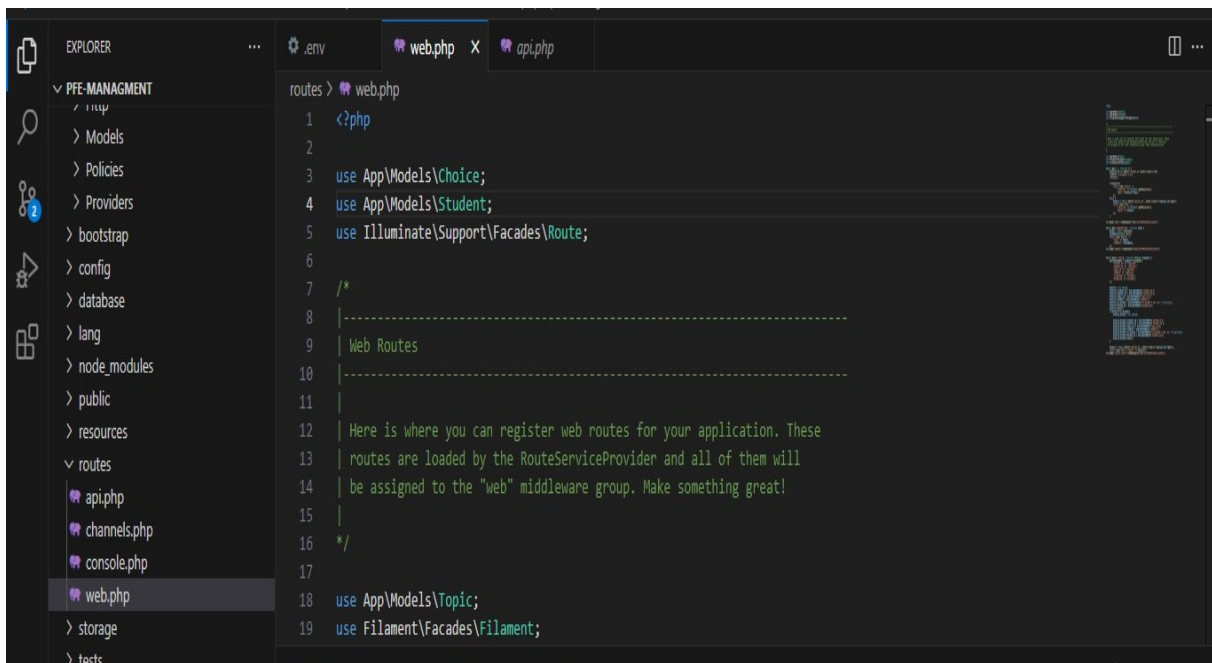 EXPLORER
PFE-MANAGMENT
Http
Models
Policies
Providers
bootstrap
config
database
lang
node_modules
public
resources
routes
api.php
channels.php
console.php
web.php
storage
tests
2
.env
web.php X
api.php
routes > web.php
1 <?php
2
3 use App\Models\Choice;
4 use App\Models\Student;
5 use Illuminate\Support\Facades\Route;
6
7 /*
8 |--------------------------------------------------------------------------
9 | Web Routes
10 |--------------------------------------------------------------------------
11 |
12 | Here is where you can register web routes for your application. These
13 | routes are loaded by the RouteServiceProvider and all of them will
14 | be assigned to the "web" middleware group. Make something great!
15 |
16 */
17
18 use App\Models\Topic;
19 use Filament\Facades\Filament;